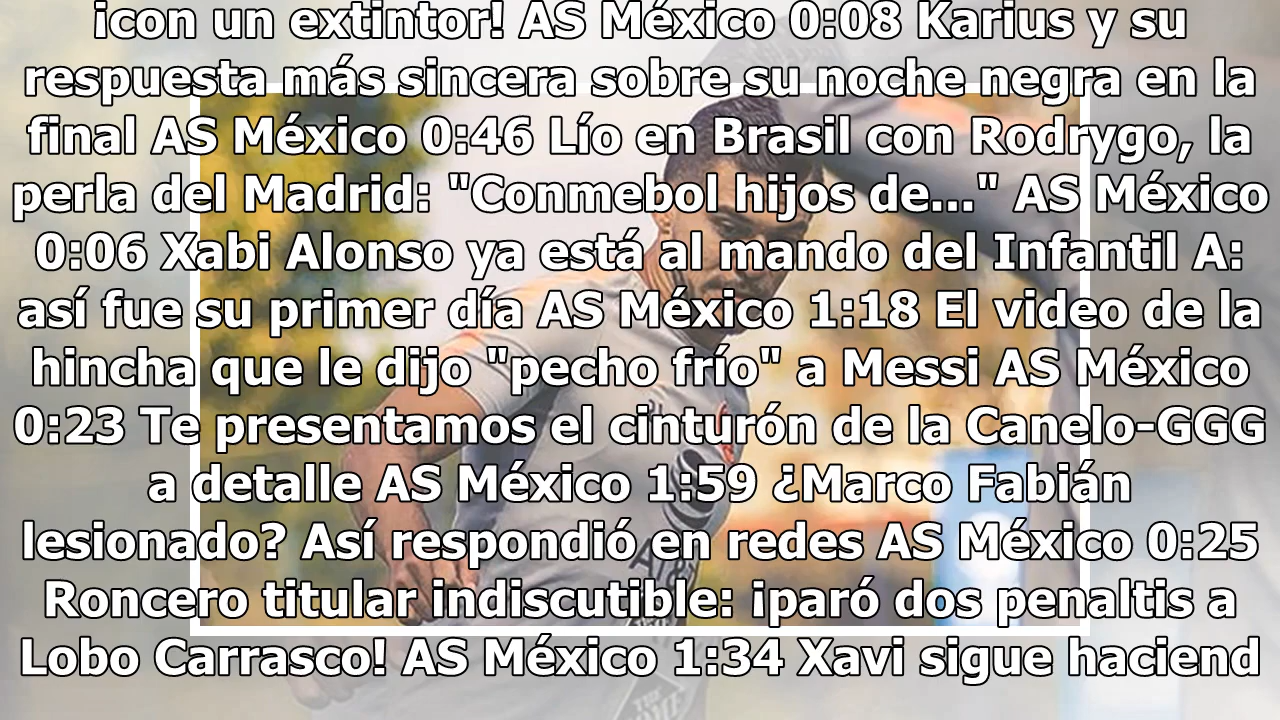 ¡con un extintor! AS México 0:08 Karius y su
respuesta más sincera sobre su noche negra en la
final AS México 0:46 Lío en Brasil con Rodrygo, la
perla del Madrid: "Conmebol hijos de..." AS México
0:06 Xabi Alonso ya está al mando del Infantil A:
así fue su primer día AS México 1:18 El video de la
hincha que le dijo "pecho frío" a Messi AS México
0:23 Te presentamos el cinturón de la Canelo-GGG
a detalle AS México 1:59 ¿Marco Fabián
lesionado? Así respondió en redes AS México 0:25
Roncero titular indiscutible: ¡paró dos penaltis a
Lobo Carrasco! AS México 1:34 Xavi sigue haciend